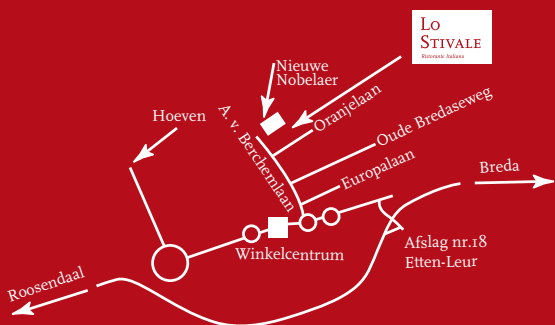 Lo
Stivale
Ristorante Italiano
Nieuwe
Nobelaer
Oranjelaan
Hoeven
A. v. Berchemlaan
Oude Bredaseweg
Europalaan
Breda
Winkelcentrum
Afslag nr.18
Etten-Leur
Roosendaal